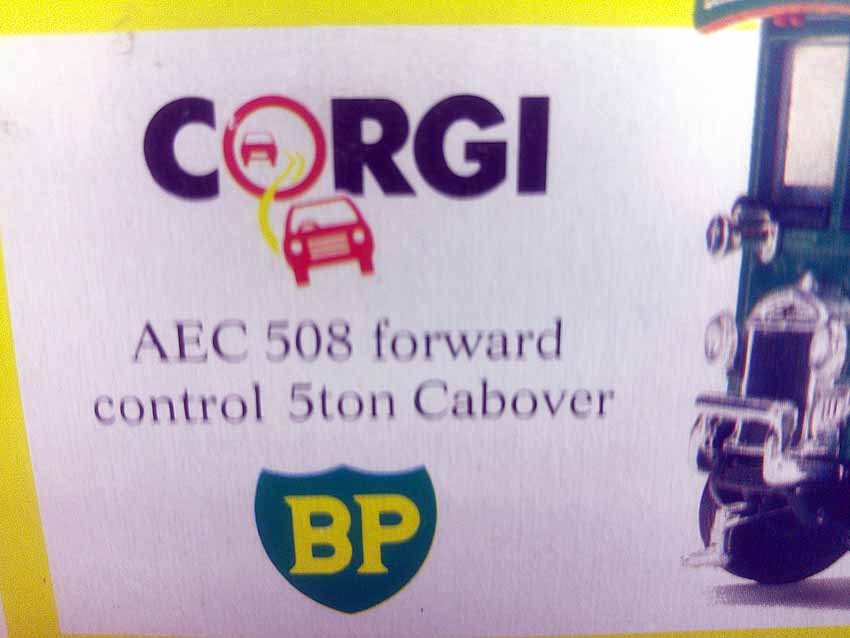 CORGI
AEC 508 forward
control 5ton Cabover
BP